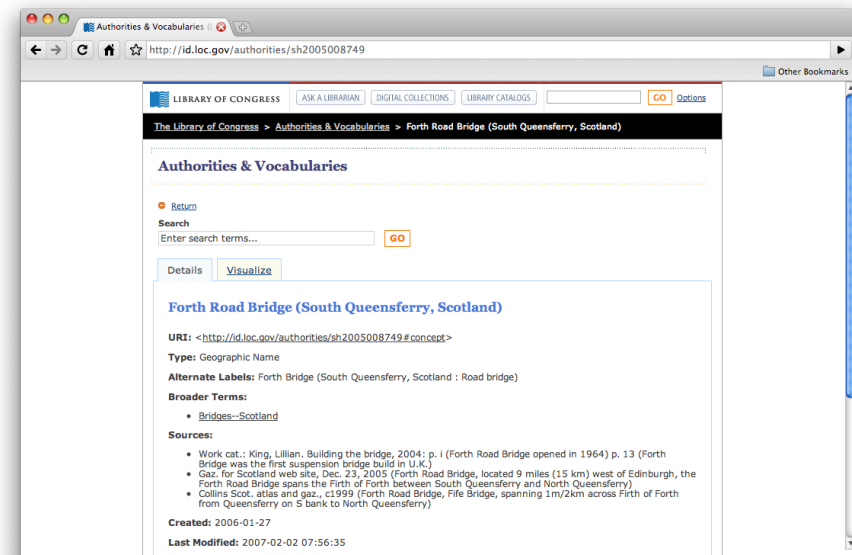 Authorities & Vocabularies (
http://id.loc.gov/authorities/sh2005008749
Other Bookmarks
LIBRARY OF CONGRESS ASK A LIBRARIAN DIGITAL COLLECTIONS LIBRARY CATALOGS GO Options
The Library of Congress > Authorities & Vocabularies > Forth Road Bridge (South Queensferry, Scotland)
Authorities & Vocabularies
Return
Search
Enter search terms... GO
Details Visualize
Forth Road Bridge (South Queensferry, Scotland)
URI: <http://id.loc.gov/authorities/sh2005008749#concept>
Type: Geographic Name
Alternate Labels: Forth Bridge (South Queensferry, Scotland : Road bridge)
Broader Terms:
• Bridges--Scotland
Sources:
• Work cat.: King, Lillian. Building the bridge, 2004: p. i (Forth Road Bridge opened in 1964) p. 13 (Forth
Bridge was the first suspension bridge build in U.K.)
• Gaz. for Scotland web site, Dec. 23, 2005 (Forth Road Bridge, located 9 miles (15 km) west of Edinburgh, the
Forth Road Bridge spans the Firth of Forth between South Queensferry and North Queensferry)
• Collins Scot. atlas and gaz., c1999 (Forth Road Bridge, Fife Bridge, spanning 1m/2km across Firth of Forth
from Queensferry on S bank to North Queensferry)
Created: 2006-01-27
Last Modified: 2007-02-02 07:56:35